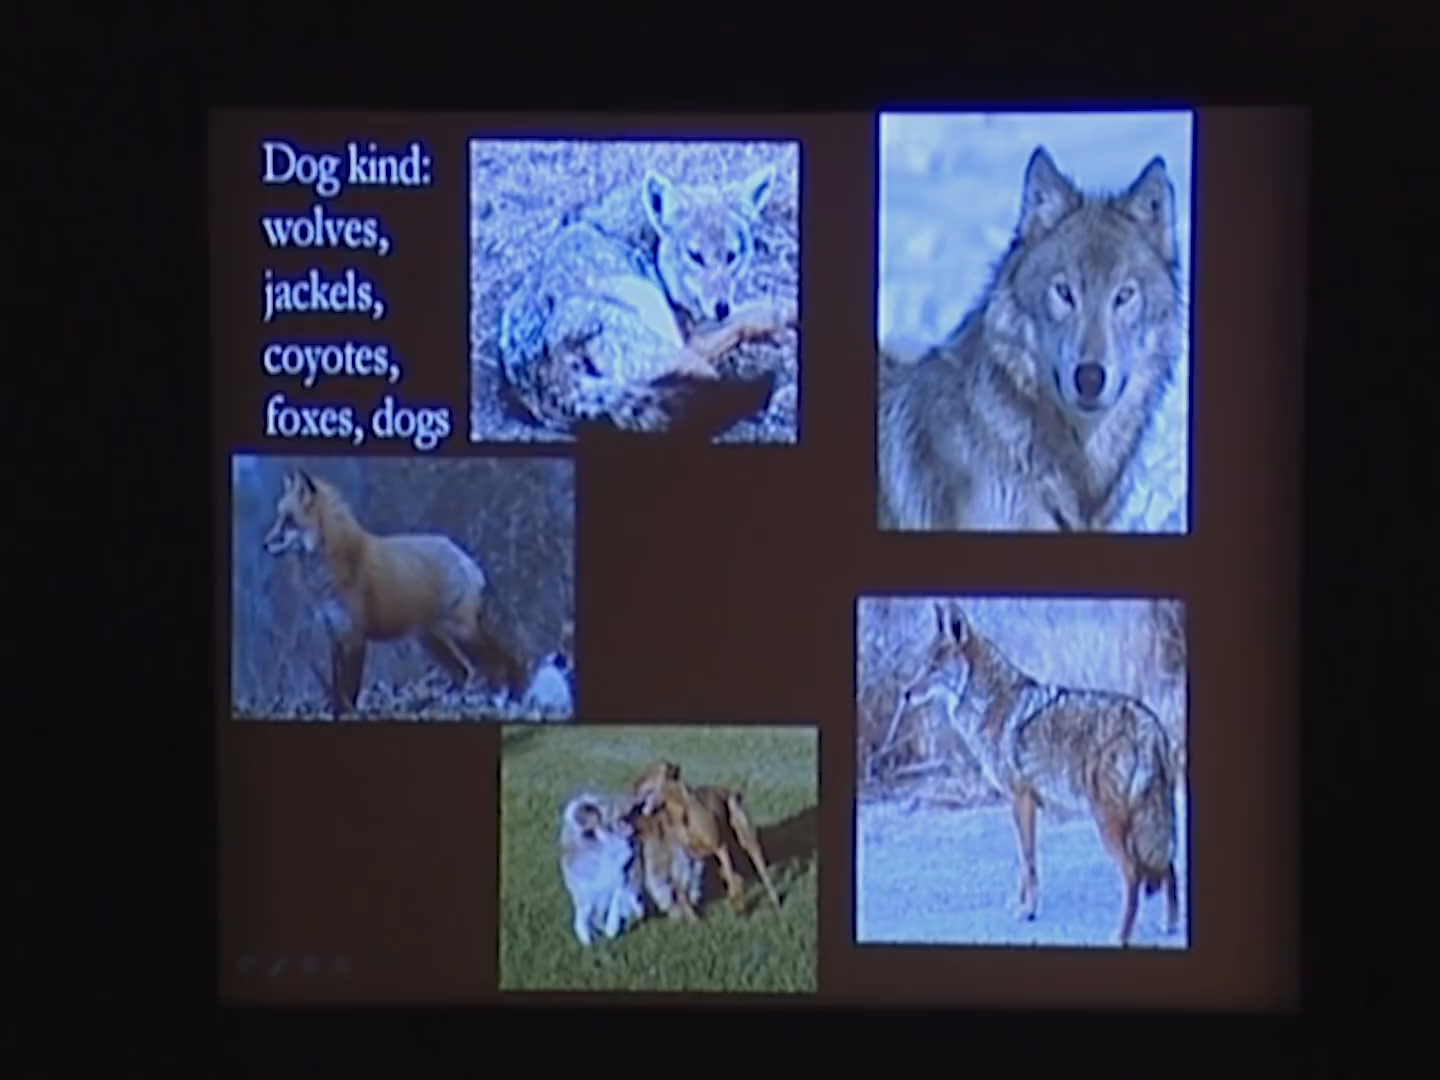 Dog kind:
wolves,
jackels,
coyotes,
foxes, dogs